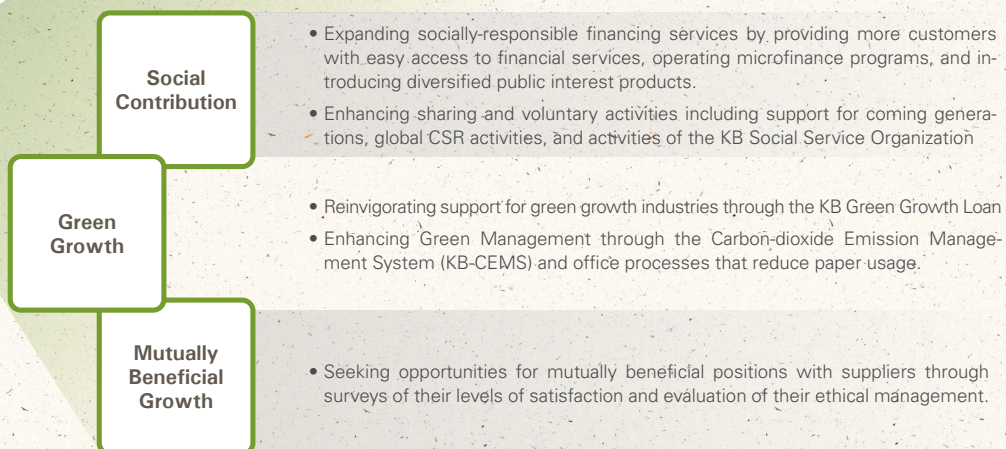 Social
Contribution
• Expanding socially-responsible financing services by providing more customers
with easy access to financial services, operating microfinance programs, and in-
troducing diversified public interest products.
• Enhancing sharing and voluntary activities including support for coming genera-
tions, global CSR activities, and activities of the KB Social Service Organization
Green
Growth
• Reinvigorating support for green growth industries through the KB Green Growth Loan
• Enhancing Green Management through the Carbon-dioxide Emission Manage-
ment System (KB-CEMS) and office processes that reduce paper usage.
Mutually
Beneficial
Growth
• Seeking opportunities for mutually beneficial positions with suppliers through
surveys of their levels of satisfaction and evaluation of their ethical management.